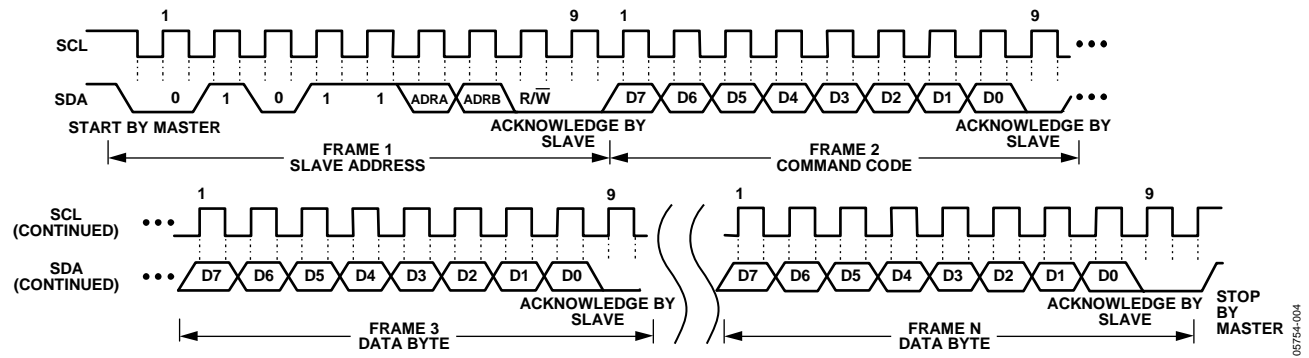 1 9 1 9
SCL
SDA 0 1 0 1 1 ADRA ADRB R/W̅ D7 D6 D5 D4 D3 D2 D1 D0
START BY MASTER ACKNOWLEDGE BY SLAVE ACKNOWLEDGE BY SLAVE
FRAME 1 SLAVE ADDRESS FRAME 2 COMMAND CODE
1 9 1 9
SCL (CONTINUED)
SDA (CONTINUED) D7 D6 D5 D4 D3 D2 D1 D0 D7 D6 D5 D4 D3 D2 D1 D0
ACKNOWLEDGE BY SLAVE ACKNOWLEDGE BY SLAVE STOP BY MASTER
FRAME 3 DATA BYTE FRAME N DATA BYTE
05754-004